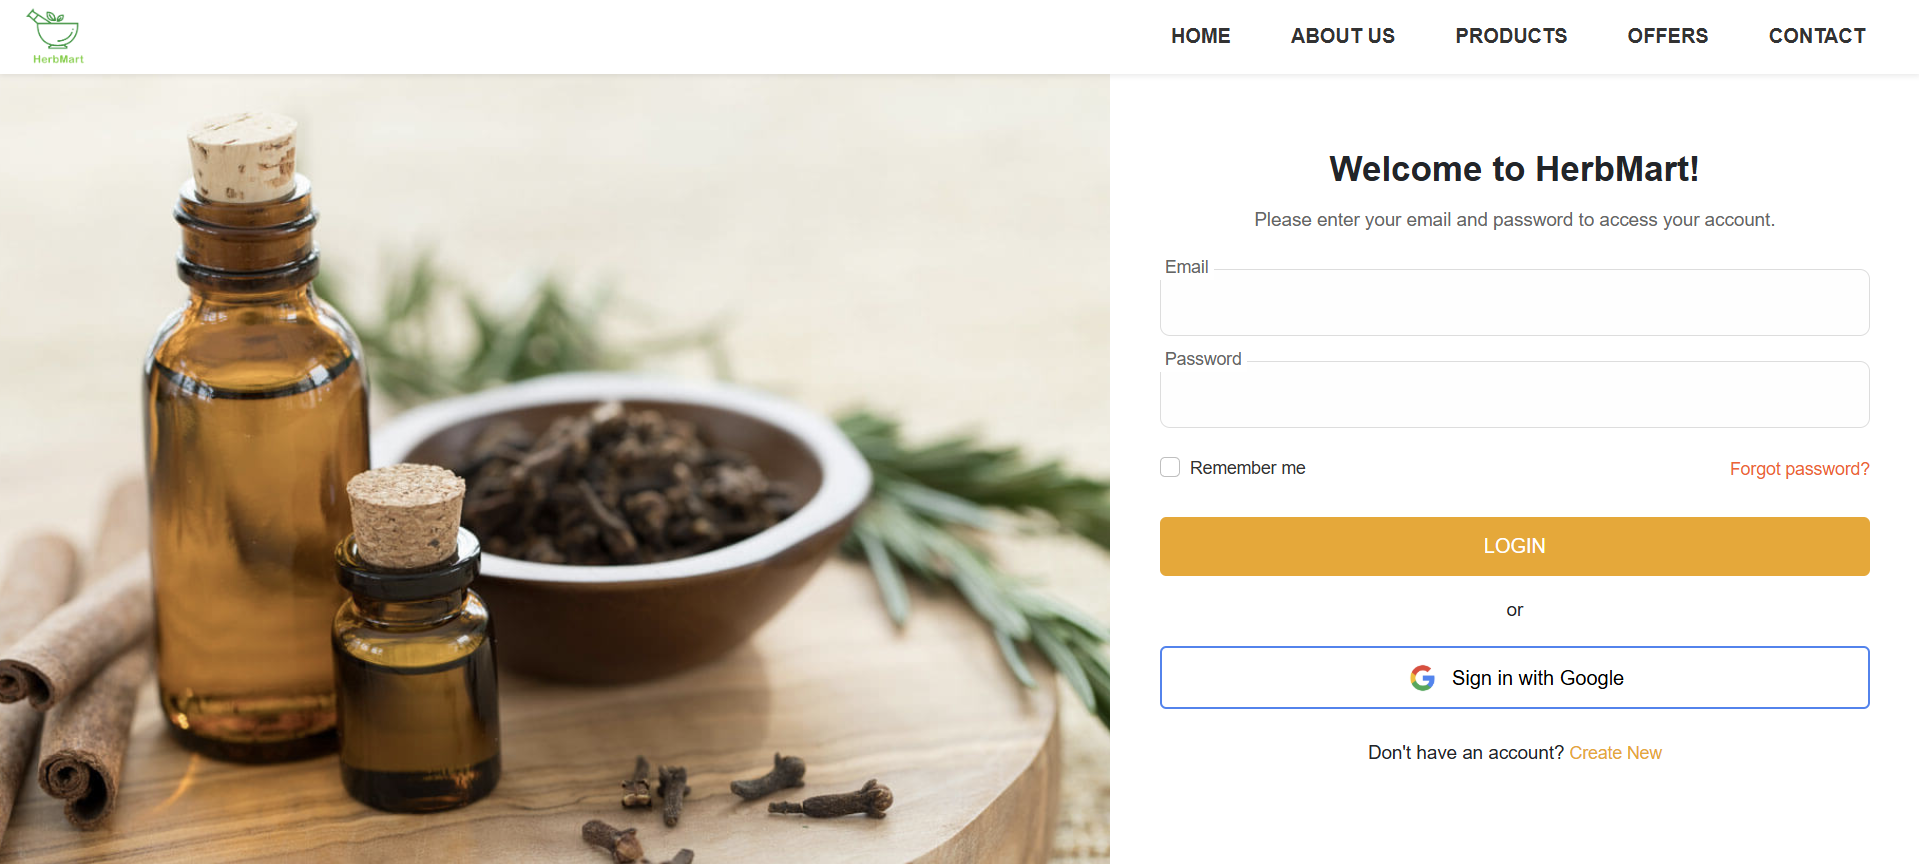 HerbMart
HOME ABOUT US PRODUCTS OFFERS CONTACT
Welcome to HerbMart!
Please enter your email and password to access your account.
Email
Password
Remember me Forgot password?
LOGIN
or
Sign in with Google
Don't have an account? Create New